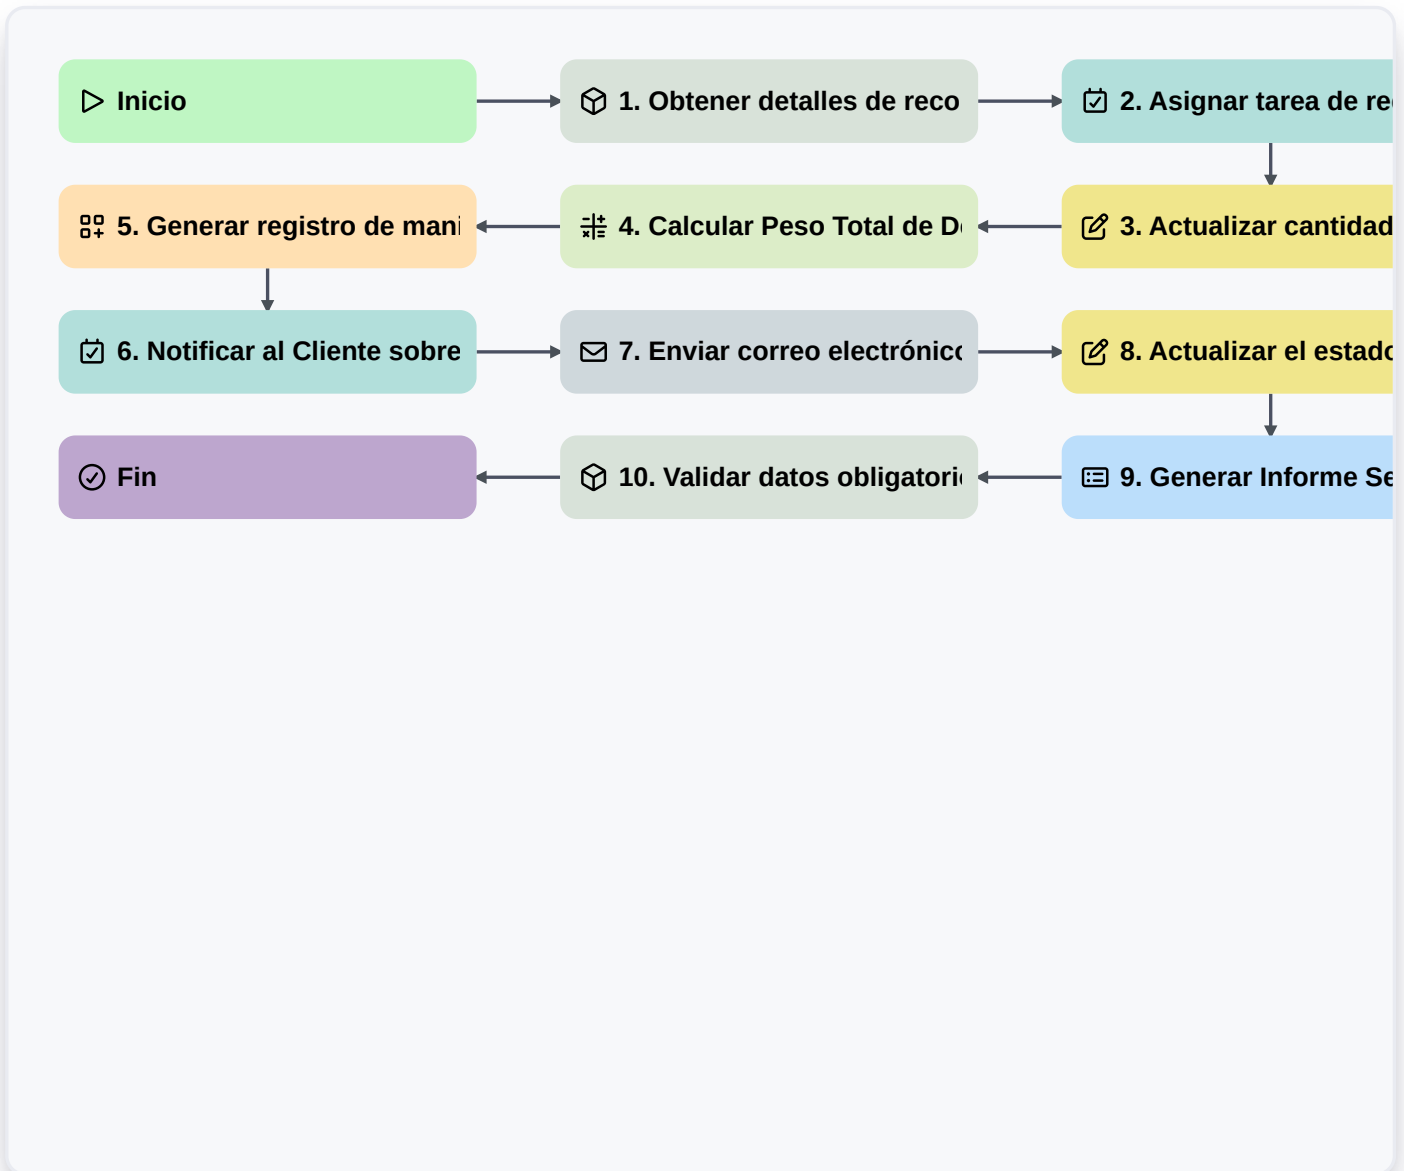 Inicio
1. Obtener detalles de reco
2. Asignar tarea de re
5. Generar registro de mani
4. Calcular Peso Total de D
3. Actualizar cantidad
6. Notificar al Cliente sobre
7. Enviar correo electrónico
8. Actualizar el estado
Fin
10. Validar datos obligatori
9. Generar Informe Se